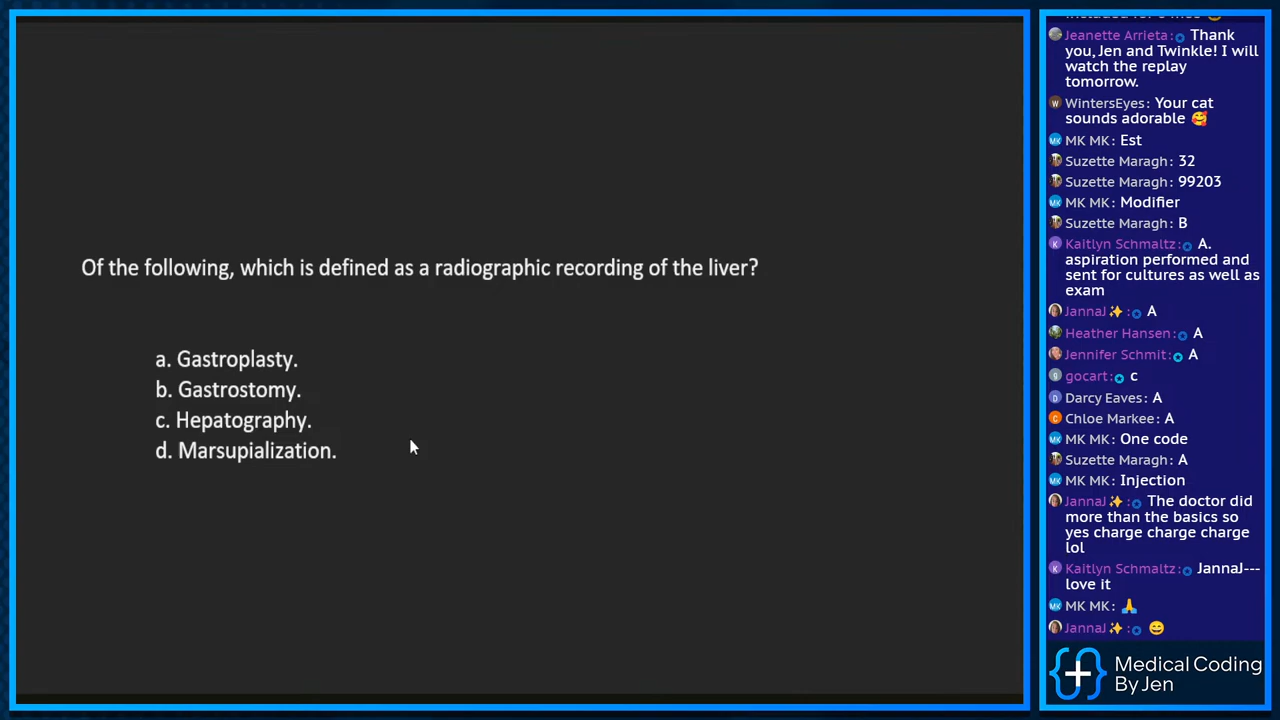 Of the following, which is defined as a radiographic recording of the liver?
a. Gastroplasty.
b. Gastrostomy.
c. Hepatography.
d. Marsupialization.
Jeanette Arrieta: Thank
you, Jen and Twinkle! I will
watch the replay
tomorrow.
W WintersEyes: Your cat
sounds adorable 🥰
MK MK MK: Est
Suzette Maragh: 32
Suzette Maragh: 99203
MK MK MK: Modifier
Suzette Maragh: B
K Kaitlyn Schmaltz: A.
aspiration performed and
sent for cultures as well as
exam
JannaJ✨: A
Heather Hansen: A
Jennifer Schmit: A
g gocart: c
D Darcy Eaves: A
C Chloe Markee: A
MK MK MK: One code
Suzette Maragh: A
MK MK MK: Injection
JannaJ✨: The doctor did
more than the basics so
yes charge charge charge
lol
K Kaitlyn Schmaltz: JannaJ---
love it
MK MK MK: 🙏
JannaJ✨: 😄
Medical Coding
By Jen